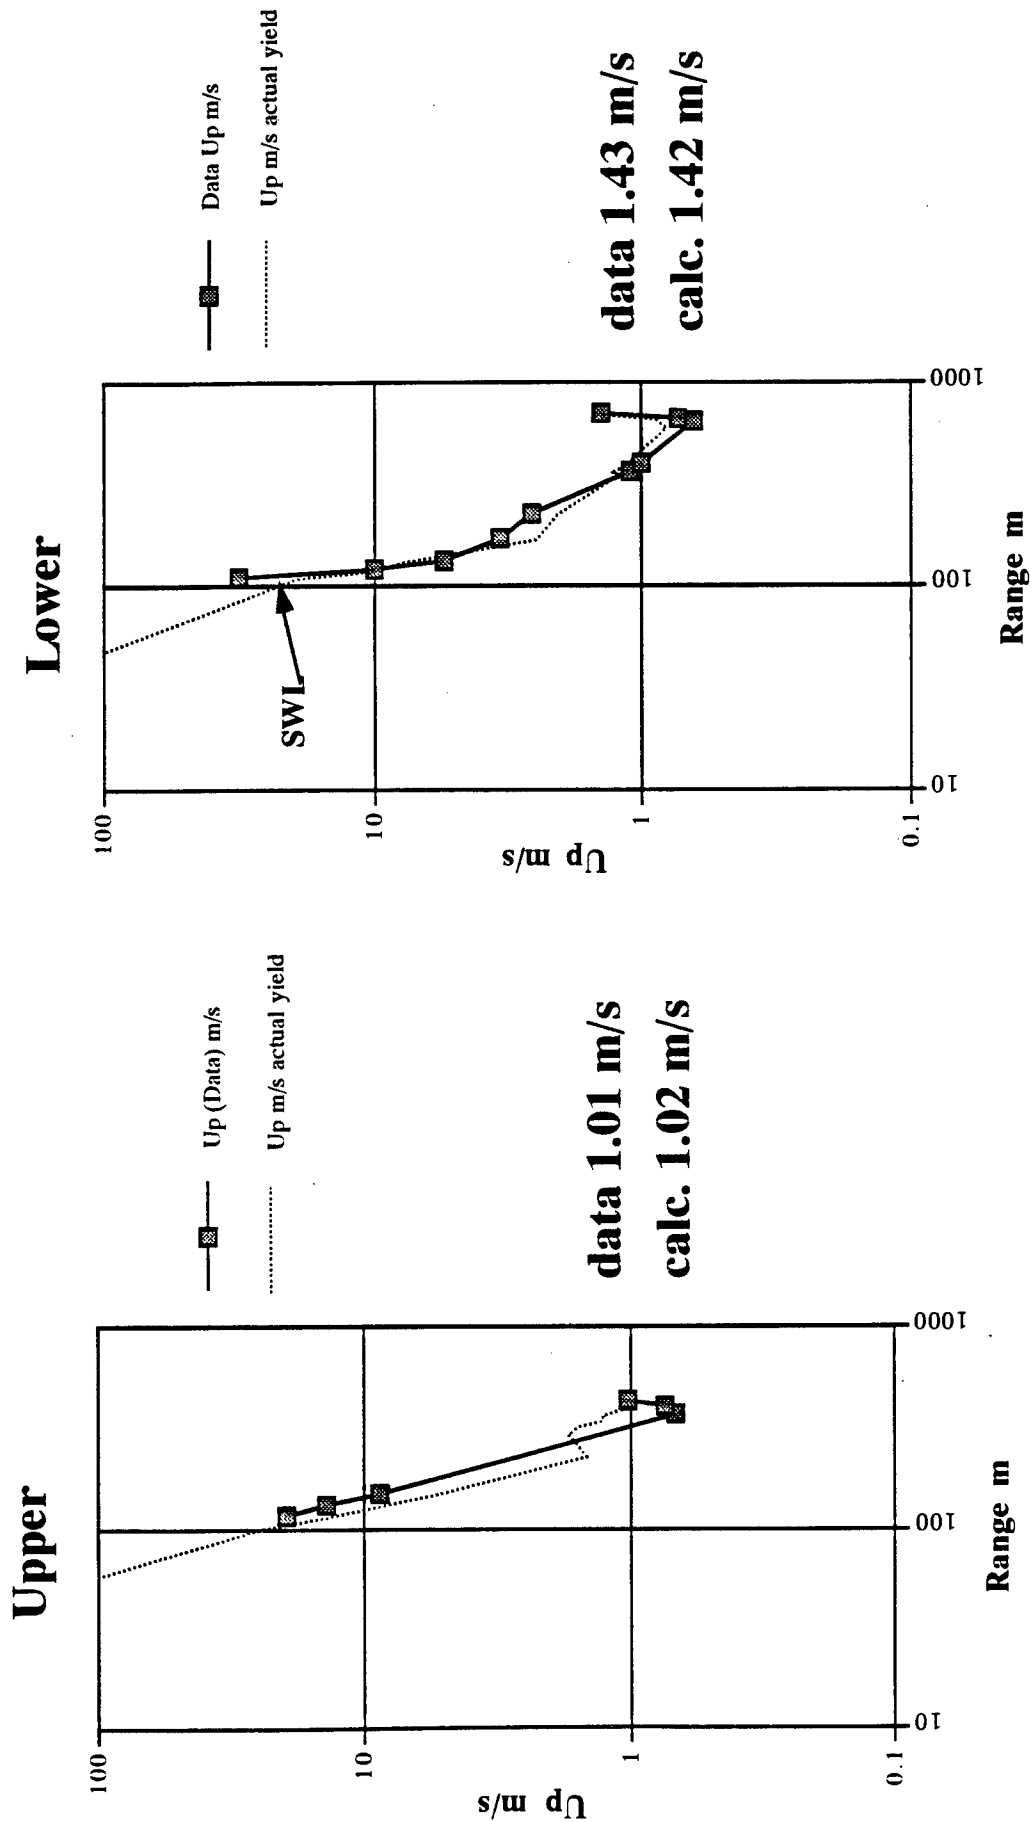 Upper
Up (Data) m/s
Up m/s actual yield
100
10
1
0.1
Up m/s
10
100
1000
Range m
data 1.01 m/s
calc. 1.02 m/s
Lower
Data Up m/s
Up m/s actual yield
100
10
1
0.1
Up m/s
SWL
10
100
1000
Range m
data 1.43 m/s
calc. 1.42 m/s